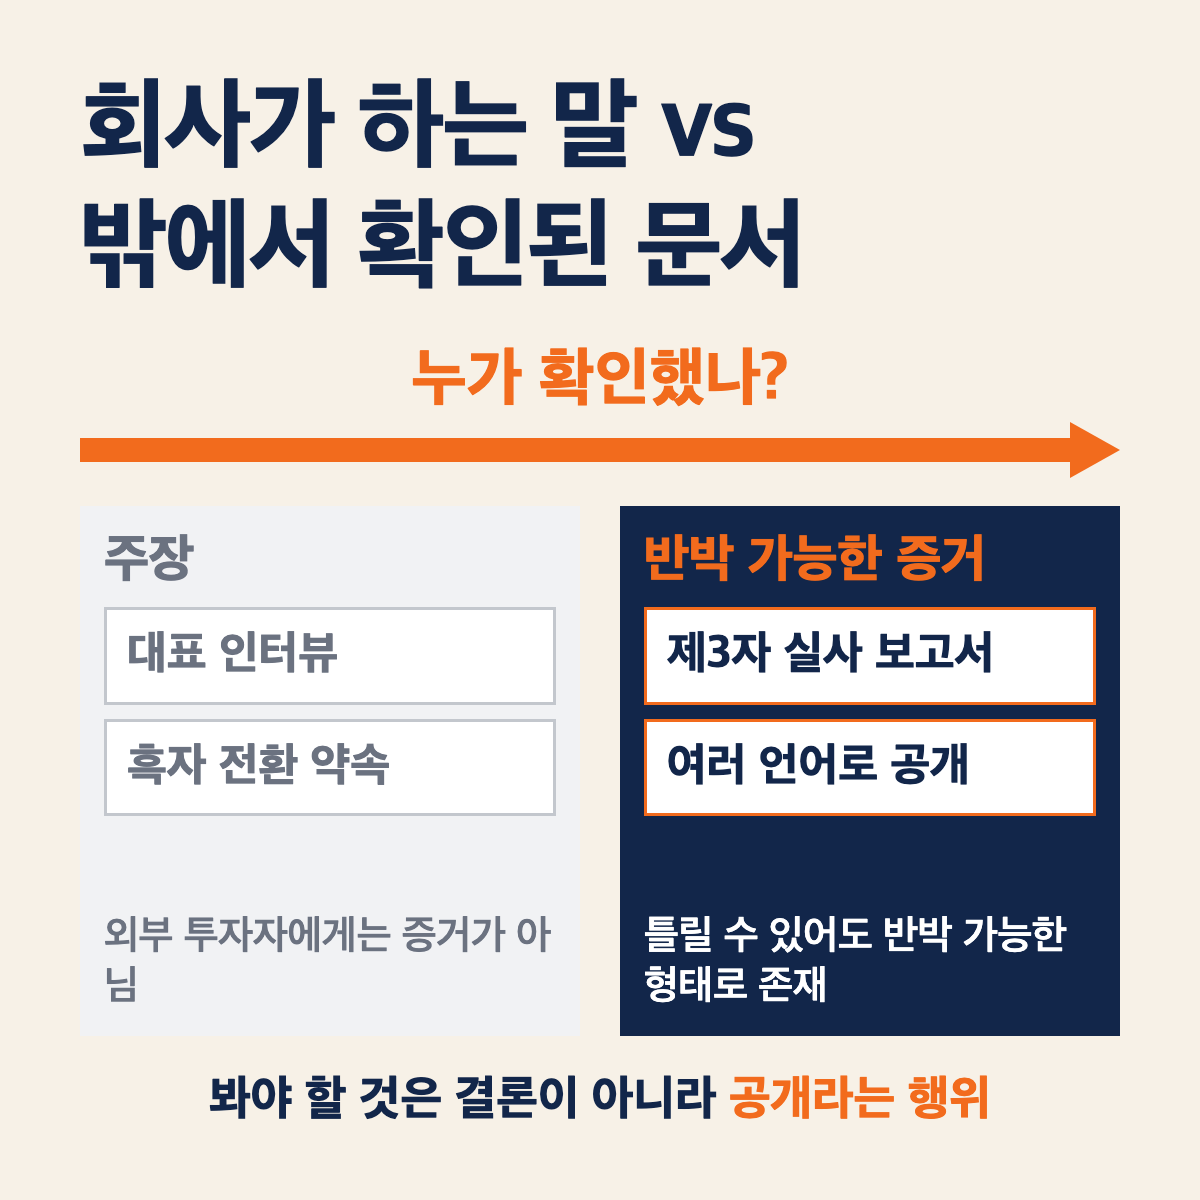 회사가 하는 말 vs
밖에서 확인된 문서
누가 확인했나?
주장
대표 인터뷰
흑자 전환 약속
외부 투자자에게는 증거가 아
님
반박 가능한 증거
제3자 실사 보고서
여러 언어로 공개
틀릴 수 있어도 반박 가능한
형태로 존재
봐야 할 것은 결론이 아니라 공개라는 행위